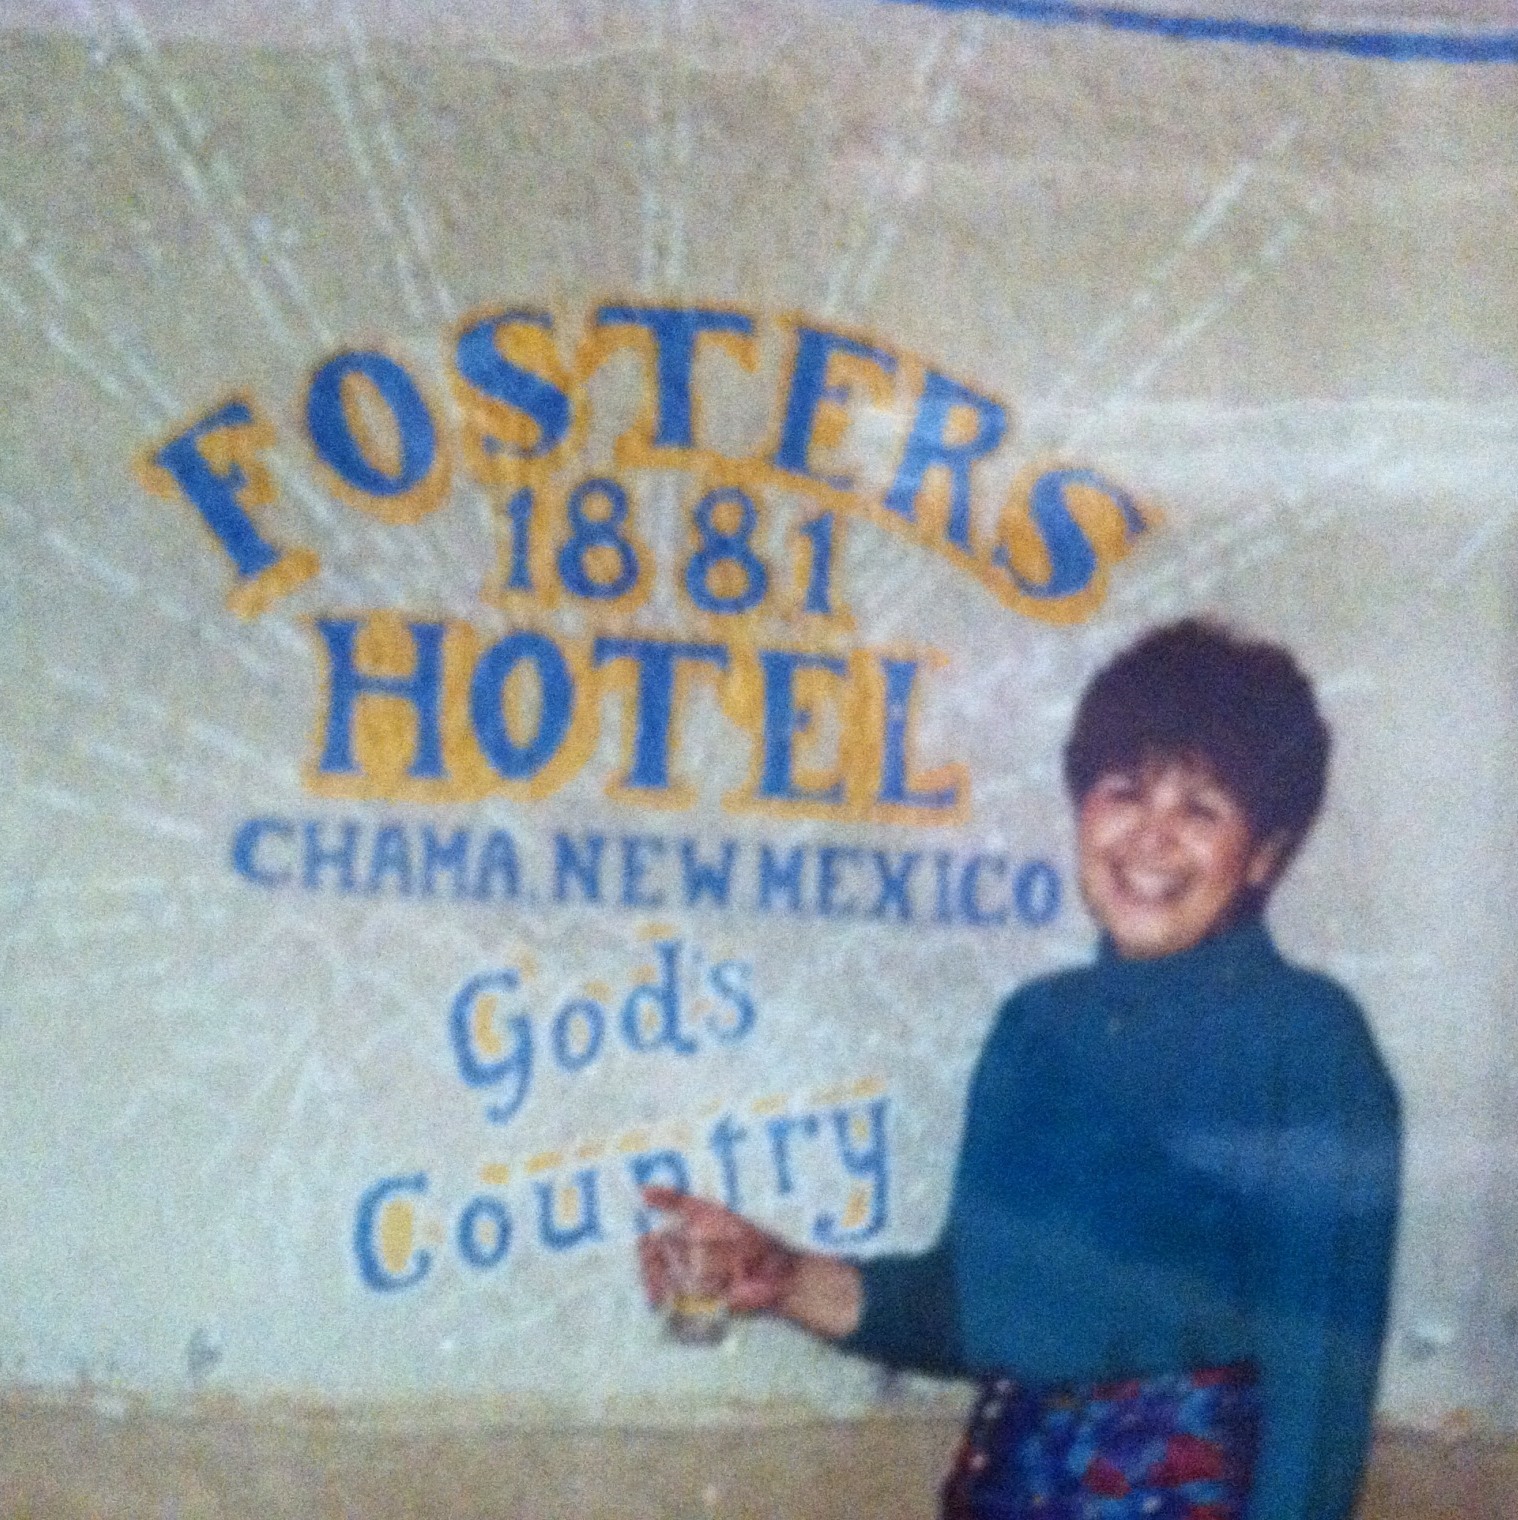 FOSTERS
1881
HOTEL
CHAMA, NEW MEXICO
God's
Country